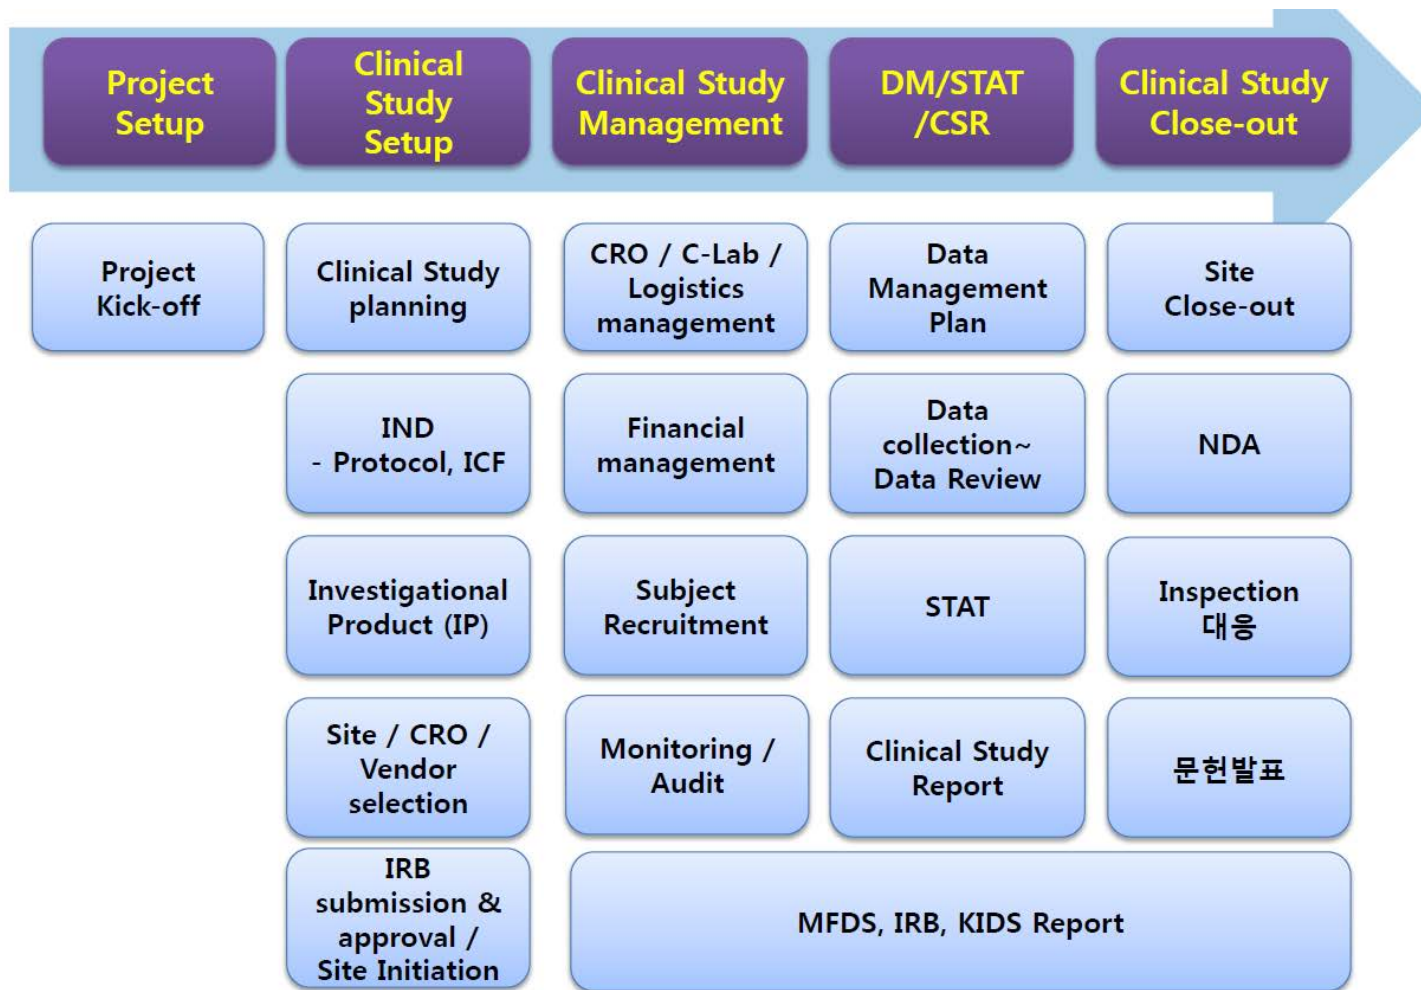 Project
Setup
Clinical
Study
Setup
Clinical Study
Management
DM/STAT
/CSR
Clinical Study
Close-out
Project
Kick-off
Clinical Study
planning
CRO / C-Lab /
Logistics
management
Data
Management
Plan
Site
Close-out
IND
- Protocol, ICF
Financial
management
Data
collection~
Data Review
NDA
Investigational
Product (IP)
Subject
Recruitment
STAT
Inspection
대응
Site / CRO /
Vendor
selection
Monitoring /
Audit
Clinical Study
Report
문헌발표
IRB
submission &
approval /
Site Initiation
MFDS, IRB, KIDS Report